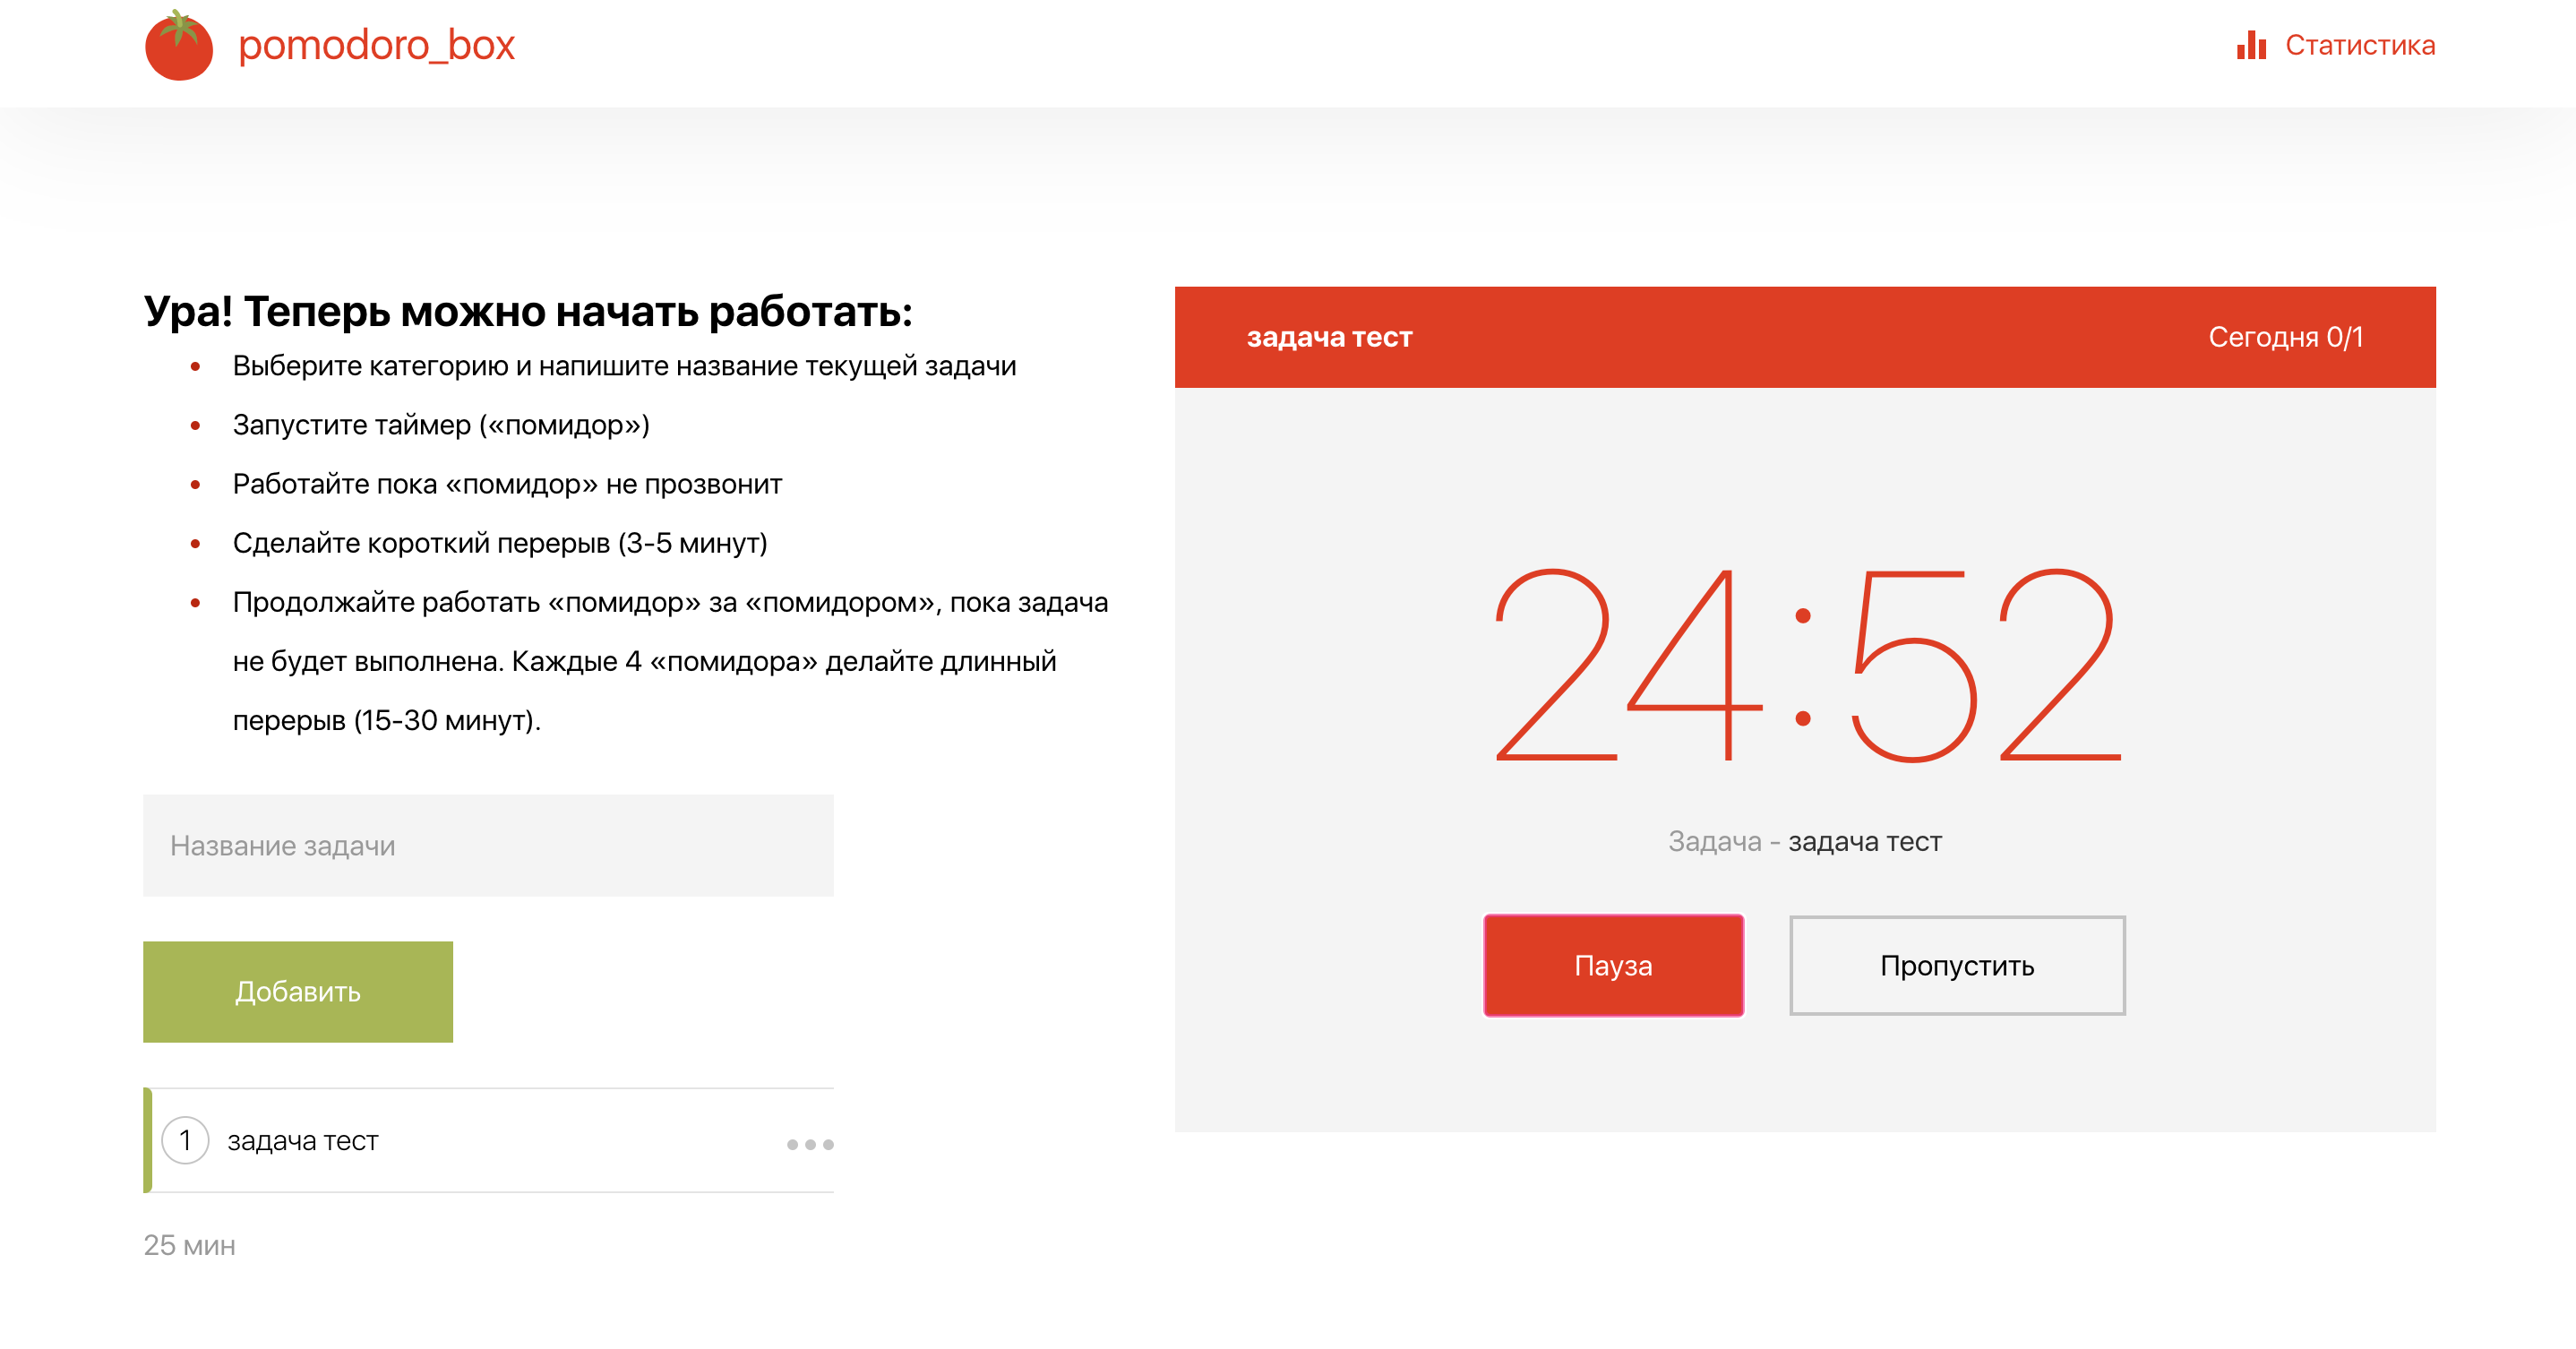 pomodoro_box
Статистика
Ура! Теперь можно начать работать:
Выберите категорию и напишите название текущей задачи
Запустите таймер («помидор»)
Работайте пока «помидор» не прозвонит
Сделайте короткий перерыв (3-5 минут)
Продолжайте работать «помидор» за «помидором», пока задача
не будет выполнена. Каждые 4 «помидора» делайте длинный
перерыв (15-30 минут).
Название задачи
Добавить
1 задача тест
25 мин
задача тест
Сегодня 0/1
24:52
Задача - задача тест
Пауза
Пропустить